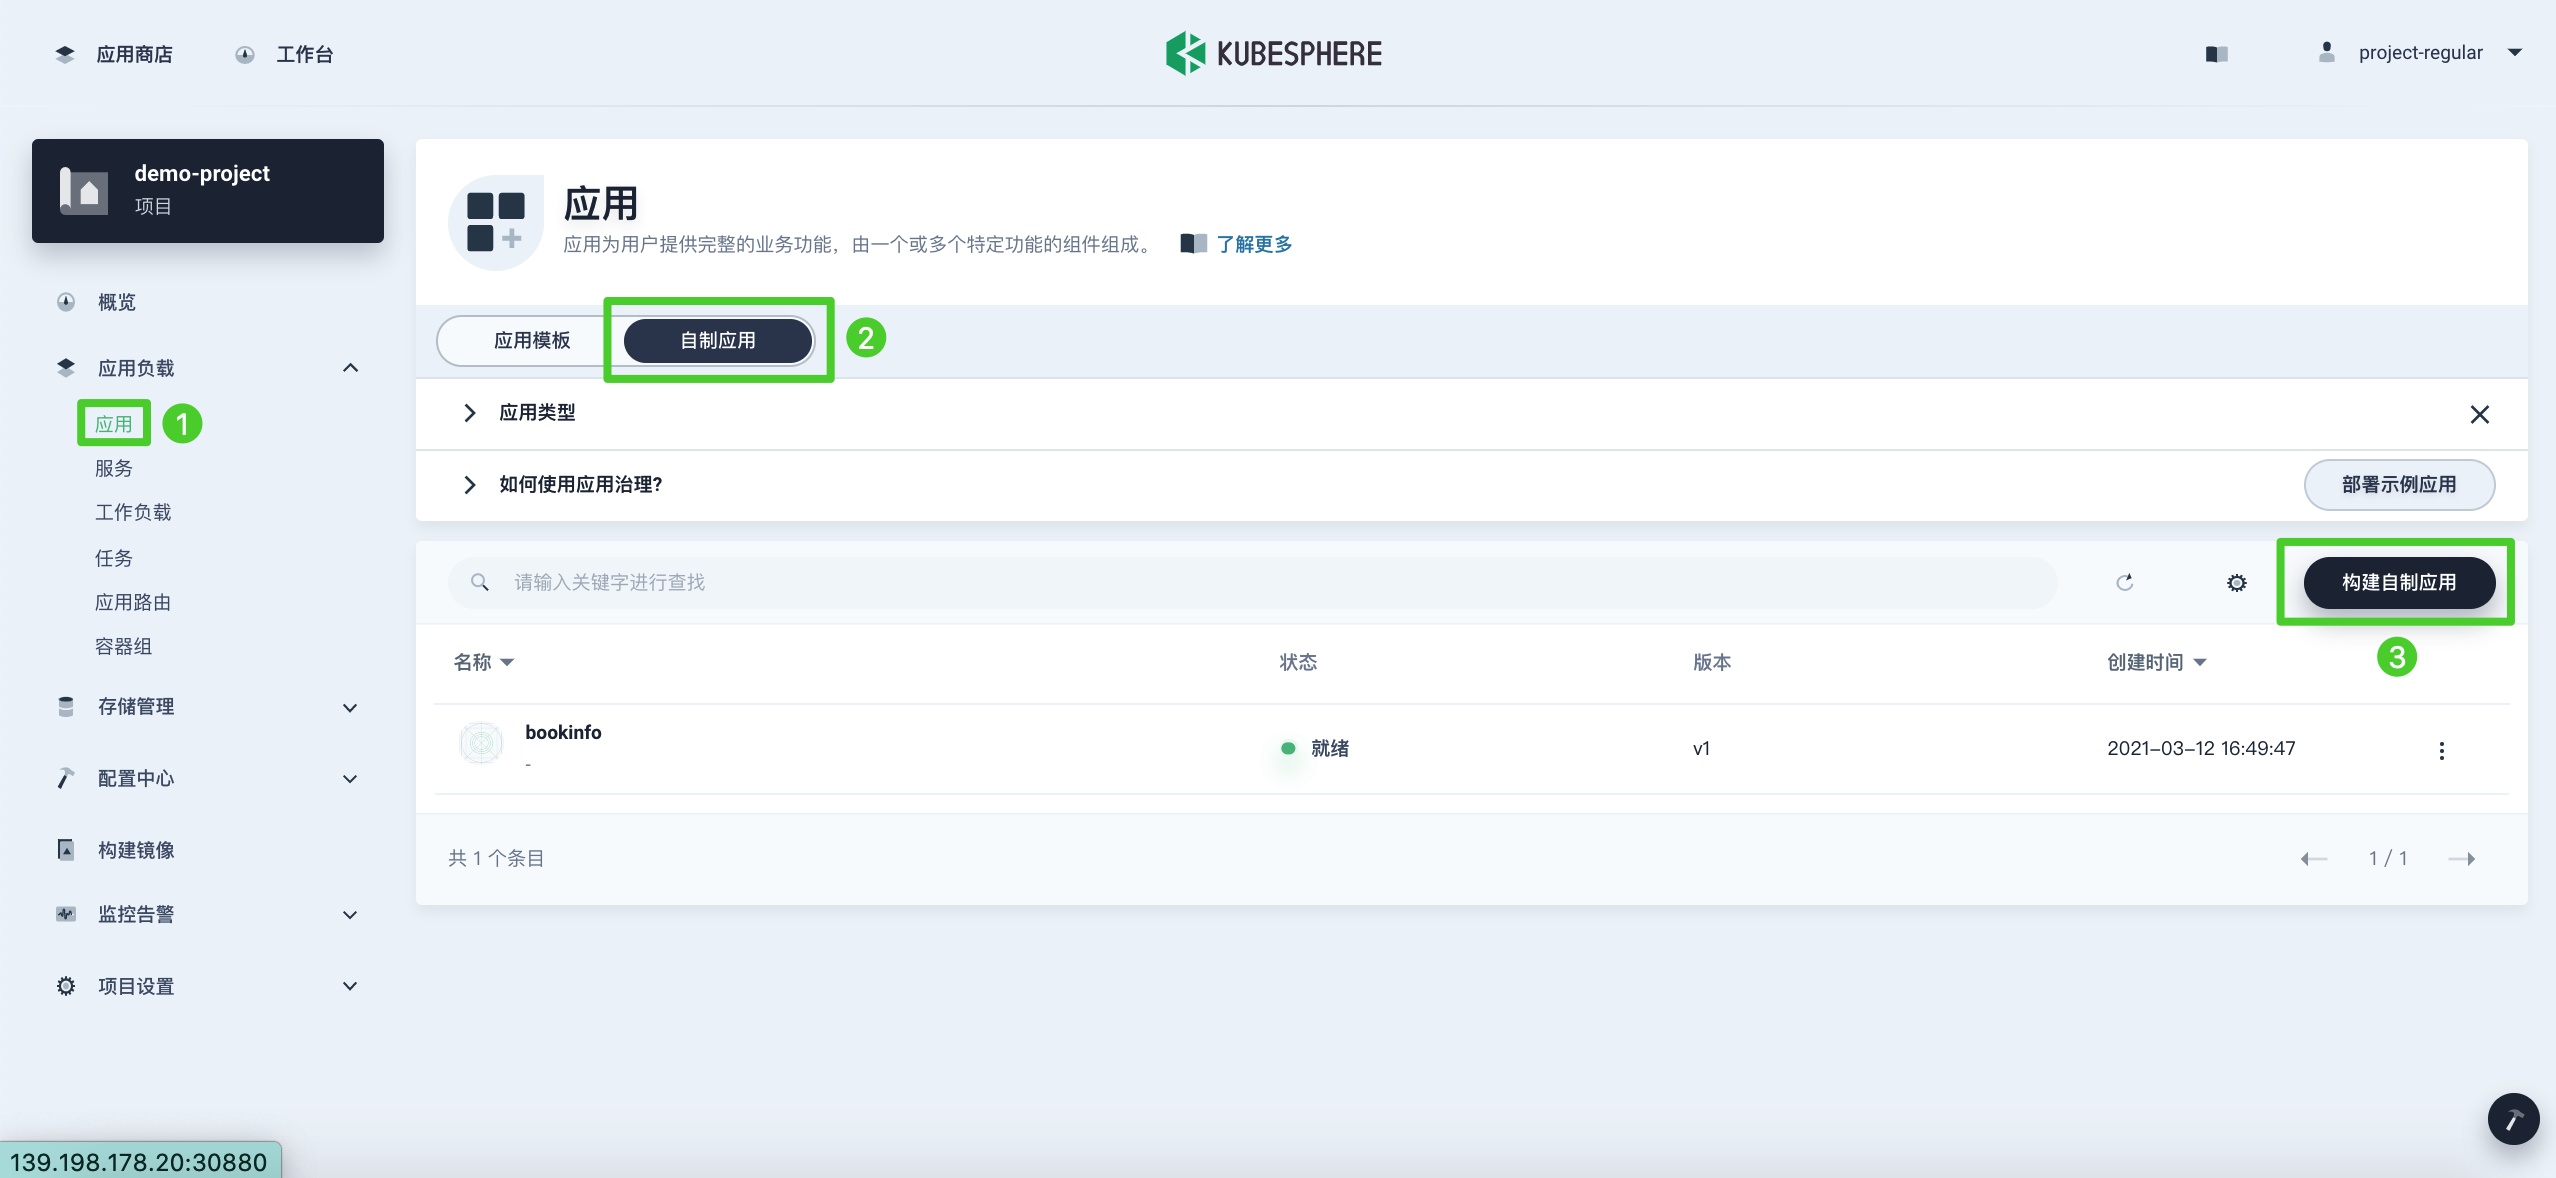 应用商店
工作台
KUBESPHERE
project-regular
demo-project
项目
概览
应用负载
应用
1
服务
工作负载
任务
应用路由
容器组
存储管理
配置中心
构建镜像
监控告警
项目设置
应用
应用为用户提供完整的业务功能，由一个或多个特定功能的组件组成。 了解更多
应用模板
自制应用
2
应用类型
如何使用应用治理?
部署示例应用
请输入关键字进行查找
构建自制应用
3
名称 状态 版本 创建时间
bookinfo
-
就绪
v1
2021-03-12 16:49:47
共 1 个条目
1 / 1
139.198.178.20:30880